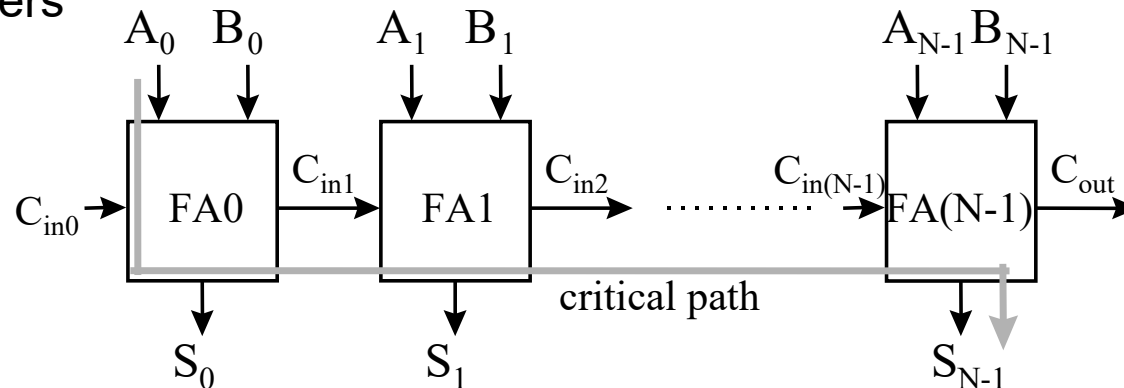 ers
A0 B0 A1 B1 AN-1 BN-1
Cin0 FA0 Cin1 FA1 Cin2 ........... Cin(N-1) FA(N-1) Cout
critical path
S0 S1 SN-1